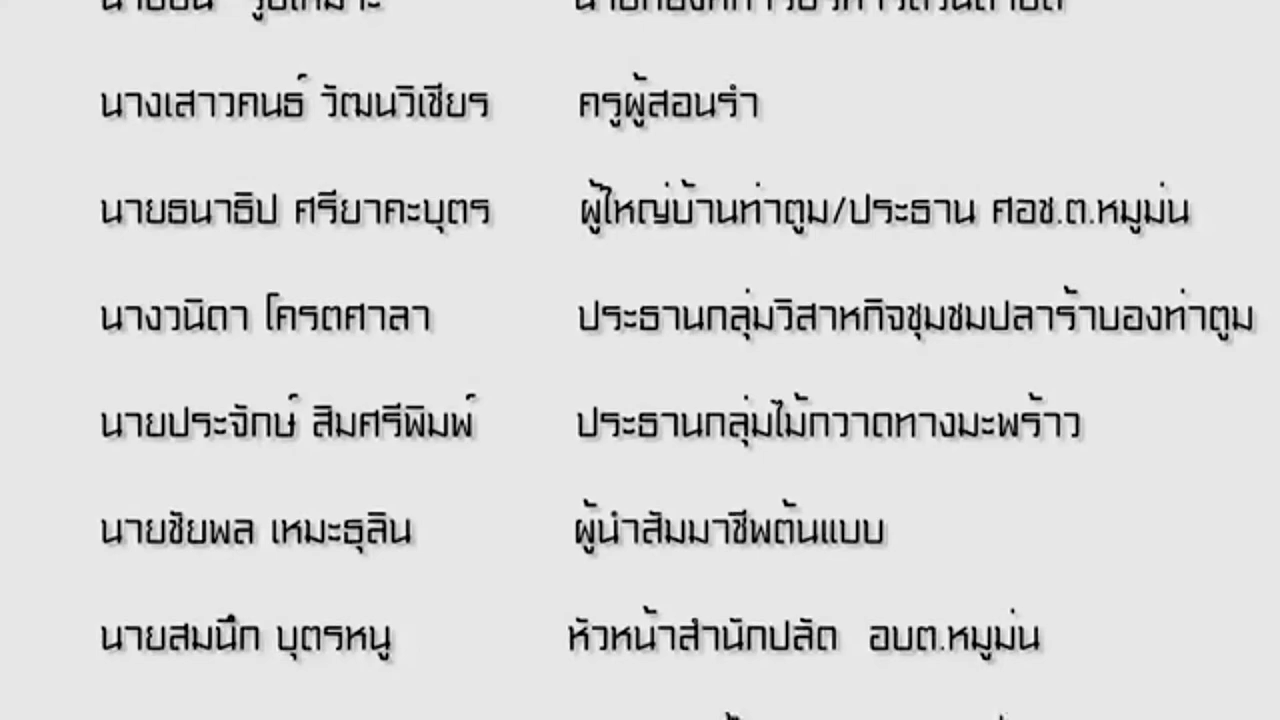 นางเสาวคนธ์ วัฒนวิเชียร ครูผู้สอนรำ
นายธนาธิป ศรียาคะบุตร ผู้ใหญ่บ้านท่าตูม/ประธาน ศอช.ต.หมูม่น
นางวนิดา โครตศาลา ประธานกลุ่มวิสาหกิจชุมชมปลาร้าบองท่าตูม
นายประจักษ์ สิมศรีพิมพ์ ประธานกลุ่มไม้กวาดทางมะพร้าว
นายชัยพล เหมะธุลิน ผู้นำสัมมาชีพต้นแบบ
นายสมนึก บุตรหนู หัวหน้าสำนักปลัด อบต.หมูม่น